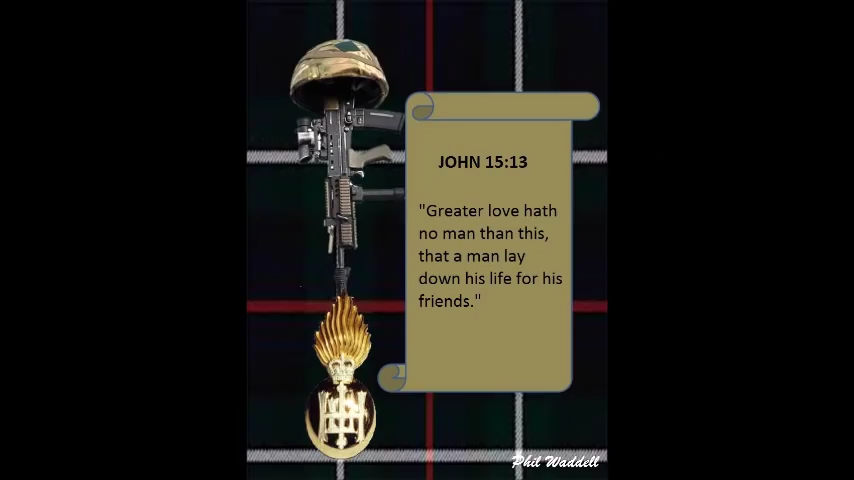 JOHN 15:13
"Greater love hath
no man than this,
that a man lay
down his life for his
friends."
Phil Waddell